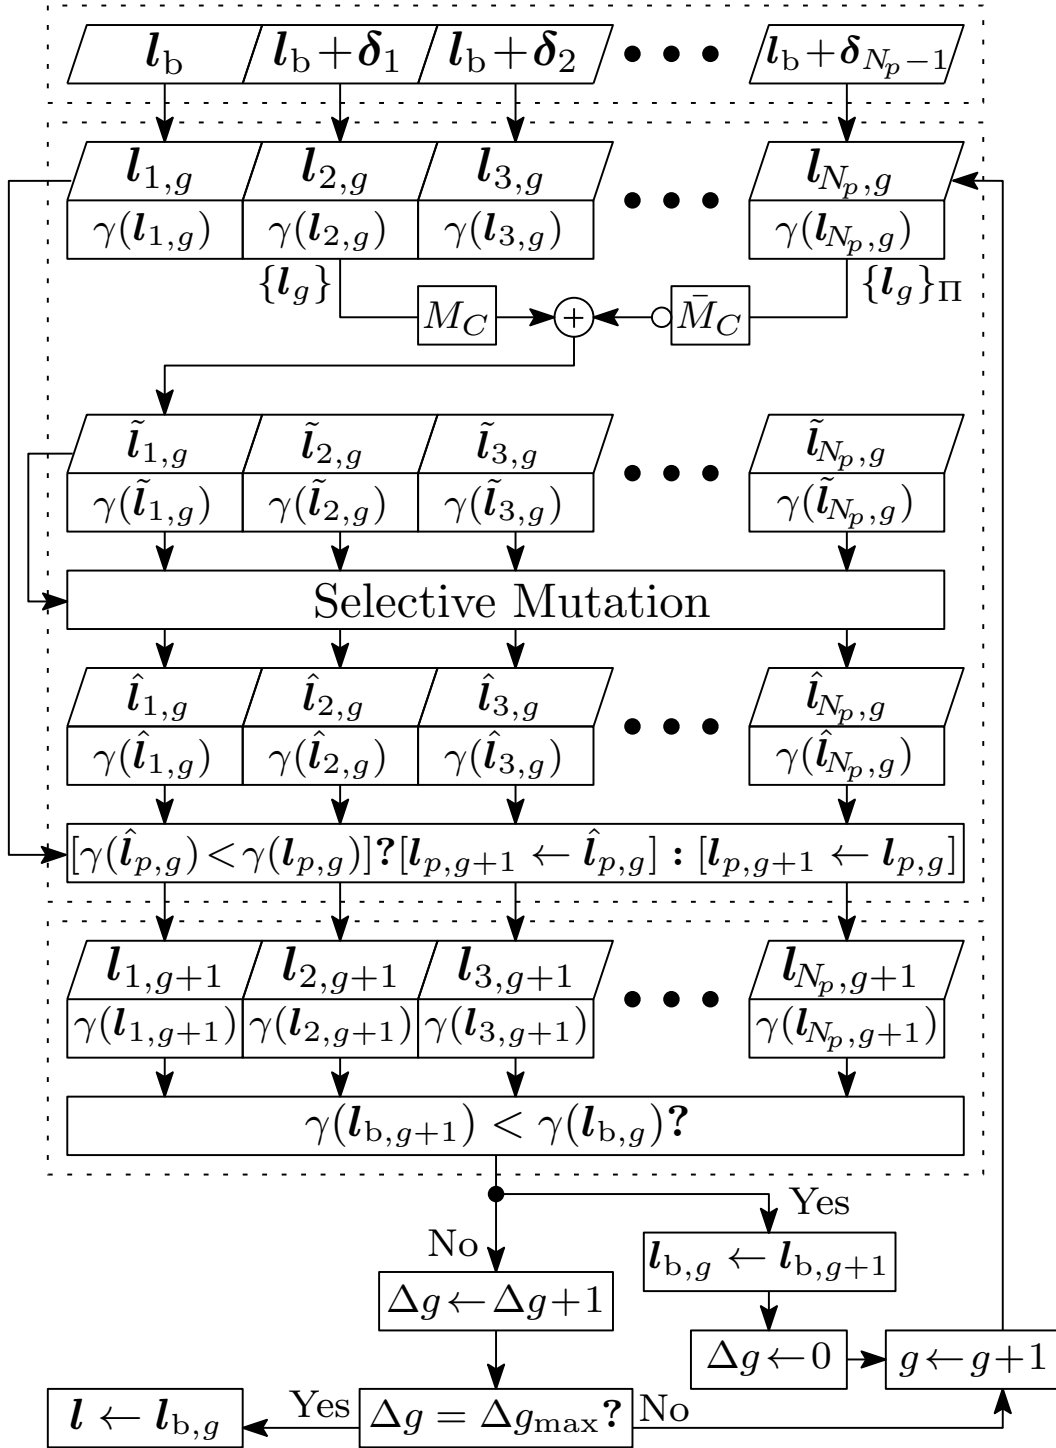 𝒍_b 𝒍_b+𝜹_1 𝒍_b+𝜹_2 ••• 𝒍_b+𝜹_{N_p−1}
𝒍_{1,g} 𝒍_{2,g} 𝒍_{3,g} ••• 𝒍_{N_p,g}
γ(𝒍_{1,g}) γ(𝒍_{2,g}) γ(𝒍_{3,g}) γ(𝒍_{N_p,g})
{𝒍_g} {𝒍_g}_Π
M_C + M̄_C
𝒍̃_{1,g} 𝒍̃_{2,g} 𝒍̃_{3,g} ••• 𝒍̃_{N_p,g}
γ(𝒍̃_{1,g}) γ(𝒍̃_{2,g}) γ(𝒍̃_{3,g}) γ(𝒍̃_{N_p,g})
Selective Mutation
𝒍̂_{1,g} 𝒍̂_{2,g} 𝒍̂_{3,g} ••• 𝒍̂_{N_p,g}
γ(𝒍̂_{1,g}) γ(𝒍̂_{2,g}) γ(𝒍̂_{3,g}) γ(𝒍̂_{N_p,g})
[γ(𝒍̂_{p,g}) < γ(𝒍_{p,g})]?[𝒍_{p,g+1} ← 𝒍̂_{p,g}] : [𝒍_{p,g+1} ← 𝒍_{p,g}]
𝒍_{1,g+1} 𝒍_{2,g+1} 𝒍_{3,g+1} ••• 𝒍_{N_p,g+1}
γ(𝒍_{1,g+1}) γ(𝒍_{2,g+1}) γ(𝒍_{3,g+1}) γ(𝒍_{N_p,g+1})
γ(𝒍_{b,g+1}) < γ(𝒍_{b,g})?
Yes
No
𝒍_{b,g} ← 𝒍_{b,g+1}
Δg ← Δg+1
Δg ← 0
g ← g+1
𝒍 ← 𝒍_{b,g}
Yes
Δg = Δg_max?
No